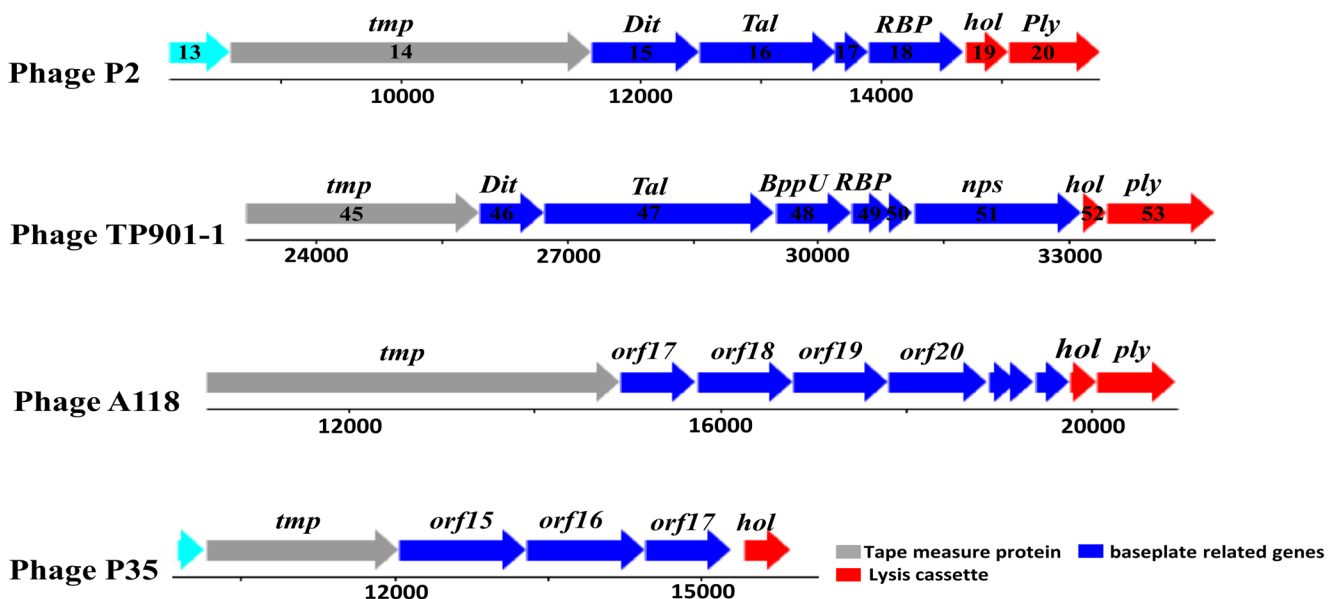 tmp Dit Tal RBP hol Ply
13 14 15 16 17 18 19 20
Phage P2
10000 12000 14000
tmp Dit Tal BppU RBP nps hol ply
45 46 47 48 49 50 51 52 53
Phage TP901-1
24000 27000 30000 33000
tmp orf17 orf18 orf19 orf20 hol ply
Phage A118
12000 16000 20000
tmp orf15 orf16 orf17 hol
Phage P35
12000 15000
Tape measure protein baseplate related genes
Lysis cassette